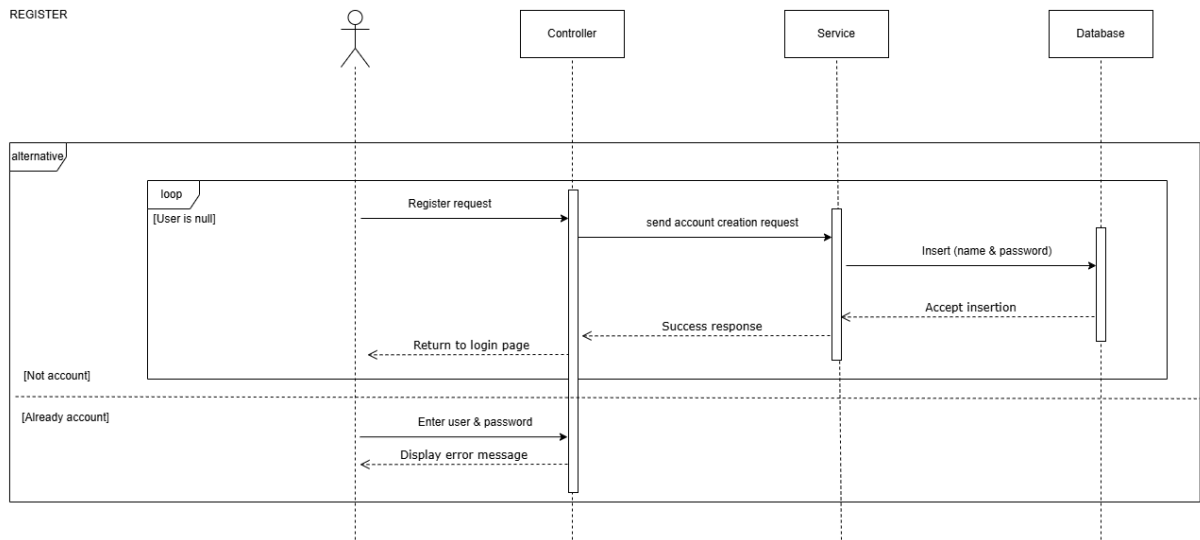 REGISTER
Controller
Service
Database
alternative
loop
[User is null]
Register request
send account creation request
Insert (name & password)
Accept insertion
Success response
Return to login page
[Not account]
[Already account]
Enter user & password
Display error message